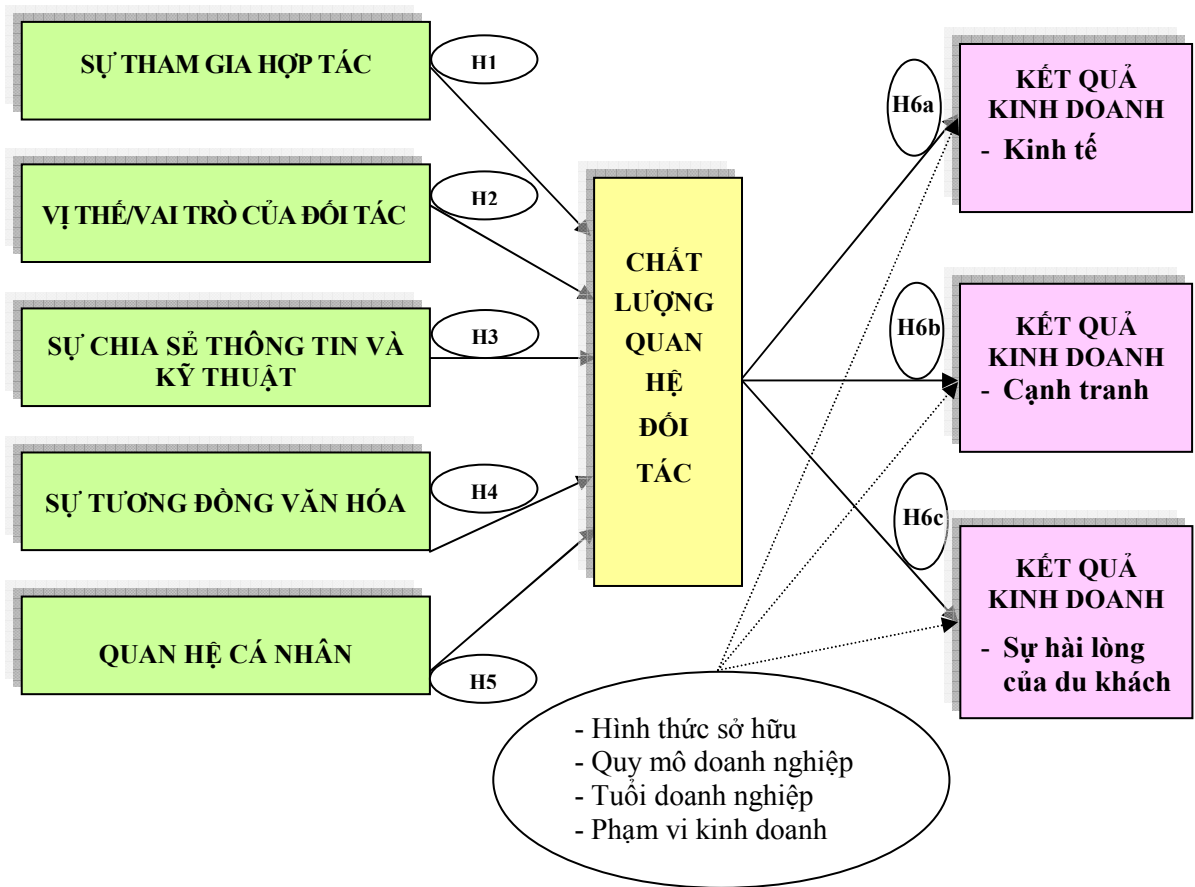 SỰ THAM GIA HỢP TÁC
H1
VỊ THẾ/VAI TRÒ CỦA ĐỐI TÁC
H2
SỰ CHIA SẺ THÔNG TIN VÀ
KỸ THUẬT
H3
SỰ TƯƠNG ĐỒNG VĂN HÓA
H4
QUAN HỆ CÁ NHÂN
H5
CHẤT
LƯỢNG
QUAN
HỆ
ĐỐI
TÁC
H6a
KẾT QUẢ
KINH DOANH
- Kinh tế
H6b
KẾT QUẢ
KINH DOANH
- Cạnh tranh
H6c
KẾT QUẢ
KINH DOANH
- Sự hài lòng
của du khách
- Hình thức sở hữu
- Quy mô doanh nghiệp
- Tuổi doanh nghiệp
- Phạm vi kinh doanh